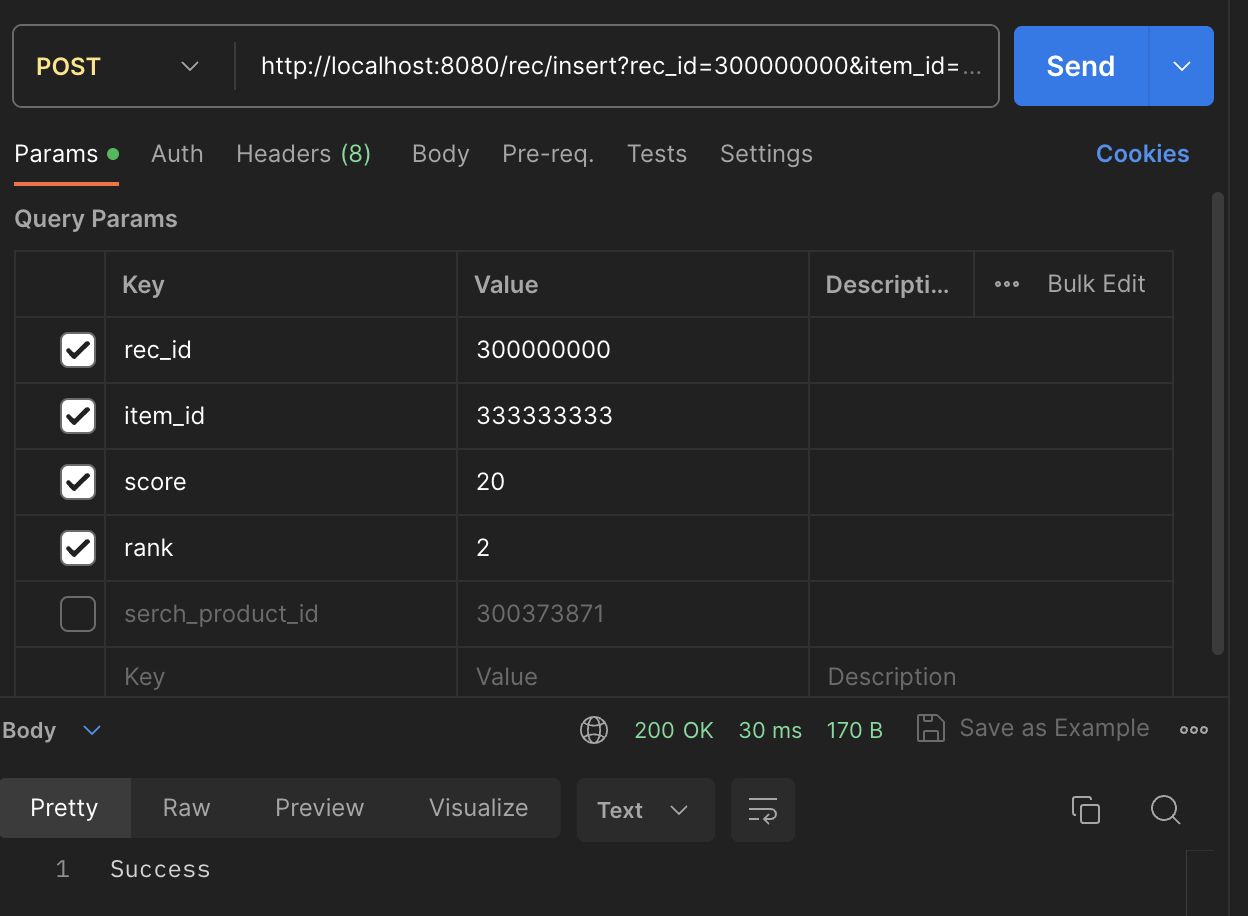 POST http://localhost:8080/rec/insert?rec_id=300000000&item_id=... Send
Params Auth Headers (8) Body Pre-req. Tests Settings Cookies
Query Params
Key Value Descripti... Bulk Edit
rec_id 300000000
item_id 333333333
score 20
rank 2
serch_product_id 300373871
Key Value Description
Body 200 OK 30 ms 170 B Save as Example
Pretty Raw Preview Visualize Text
1 Success